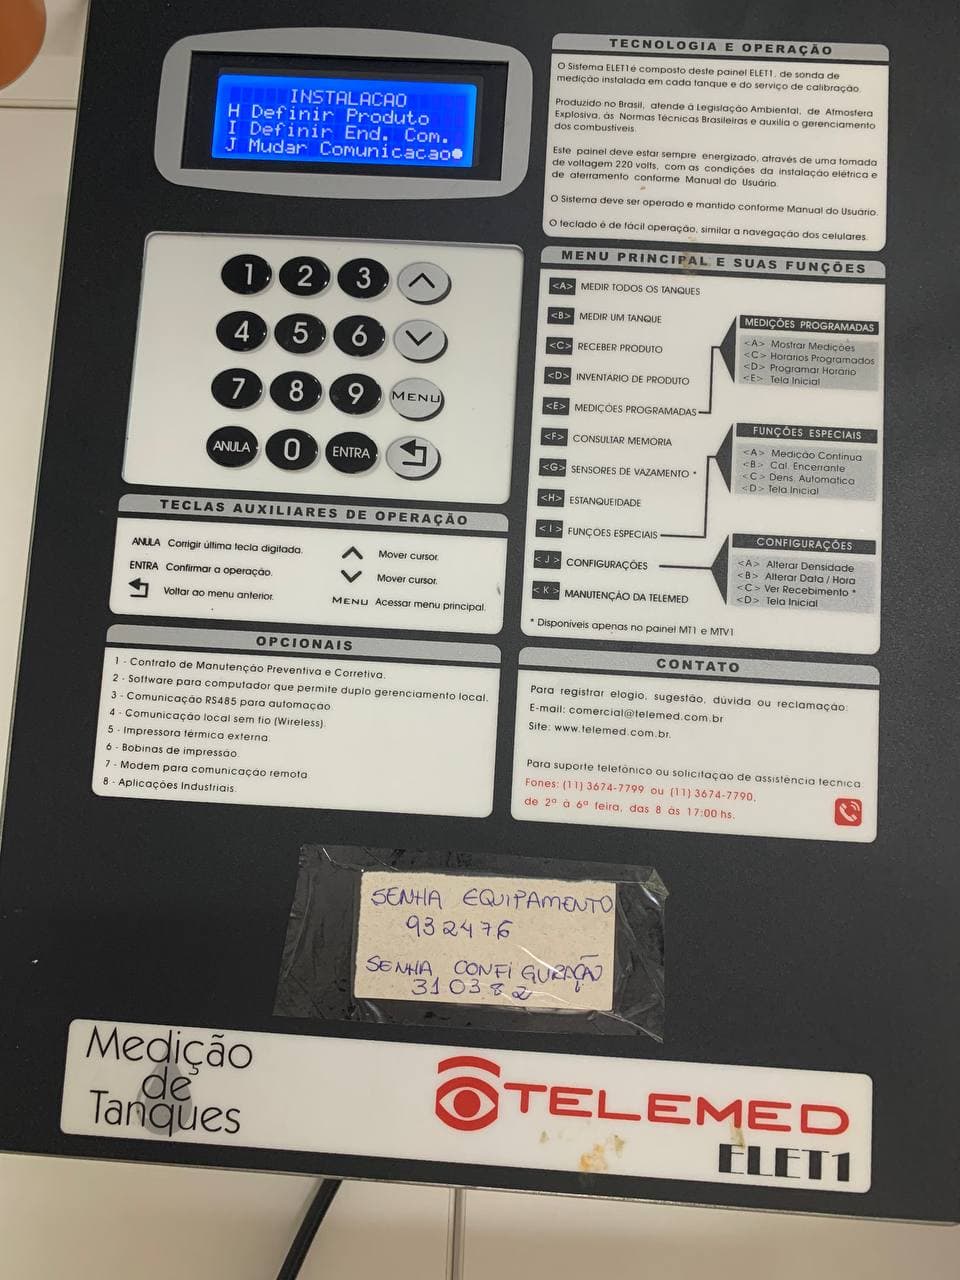 INSTALACAO
H Definir Produto
I Definir End. Com.
J Mudar Comunicacao
TECNOLOGIA E OPERAÇÃO
O Sistema ELET1é composto deste painel ELET1, de sonda de
medição instalada em cada tanque e do serviço de calibração.
Produzido no Brasil, atende à Legislação Ambiental, de Atmosfera
Explosiva, às Normas Técnicas Brasileiras e auxilia o gerenciamento
dos combustíveis.
Este painel deve estar sempre energizado, através de uma tomada
de voltagem 220 volts, com as condições da instalação elétrica e
de aterramento conforme Manual do Usuário.
O Sistema deve ser operado e mantido conforme Manual do Usuário.
O teclado é de fácil operação, similar a navegação dos celulares.
1 2 3
4 5 6
7 8 9 MENU
ANULA 0 ENTRA
MENU PRINCIPAL E SUAS FUNÇÕES
<A> MEDIR TODOS OS TANQUES
<B> MEDIR UM TANQUE
<C> RECEBER PRODUTO
<D> INVENTÁRIO DE PRODUTO
<E> MEDIÇÕES PROGRAMADAS
<F> CONSULTAR MEMORIA
<G> SENSORES DE VAZAMENTO *
<H> ESTANQUEIDADE
<I> FUNÇÕES ESPECIAIS
<J> CONFIGURAÇÕES
<K> MANUTENÇÃO DA TELEMED
* Disponíveis apenas no painel MT1 e MTV1
MEDIÇÕES PROGRAMADAS
<A> Mostrar Medições
<C> Horários Programados
<D> Programar Horário
<E> Tela Inicial
FUNÇÕES ESPECIAIS
<A> Medição Continua
<B> Cal. Encerrante
<C> Dens. Automatica
<D> Tela Inicial
CONFIGURAÇÕES
<A> Alterar Densidade
<B> Alterar Data / Hora
<C> Ver Recebimento *
<D> Tela Inicial
TECLAS AUXILIARES DE OPERAÇÃO
ANULA Corrigir última tecla digitada.
ENTRA Confirmar a operação.
Voltar ao menu anterior.
Mover cursor.
Mover cursor.
MENU Acessar menu principal.
OPCIONAIS
1 - Contrato de Manutenção Preventiva e Corretiva.
2 - Software para computador que permite duplo gerenciamento local.
3 - Comunicação RS485 para automação.
4 - Comunicação local sem fio (Wireless).
5 - Impressora térmica externa.
6 - Bobinas de impressão.
7 - Modem para comunicação remota
8 - Aplicações Industriais.
CONTATO
Para registrar elogio, sugestão, dúvida ou reclamação:
E-mail: comercial@telemed.com.br
Site: www.telemed.com.br.
Para suporte telefônico ou solicitação de assistência técnica
Fones: (11) 3674-7799 ou (11) 3674-7790,
de 2ª à 6ª feira, das 8 às 17:00 hs.
SENHA EQUIPAMENTO
932476
SENHA CONFIGURAÇÃO
310382
Medição
de
Tanques
TELEMED
ELET1